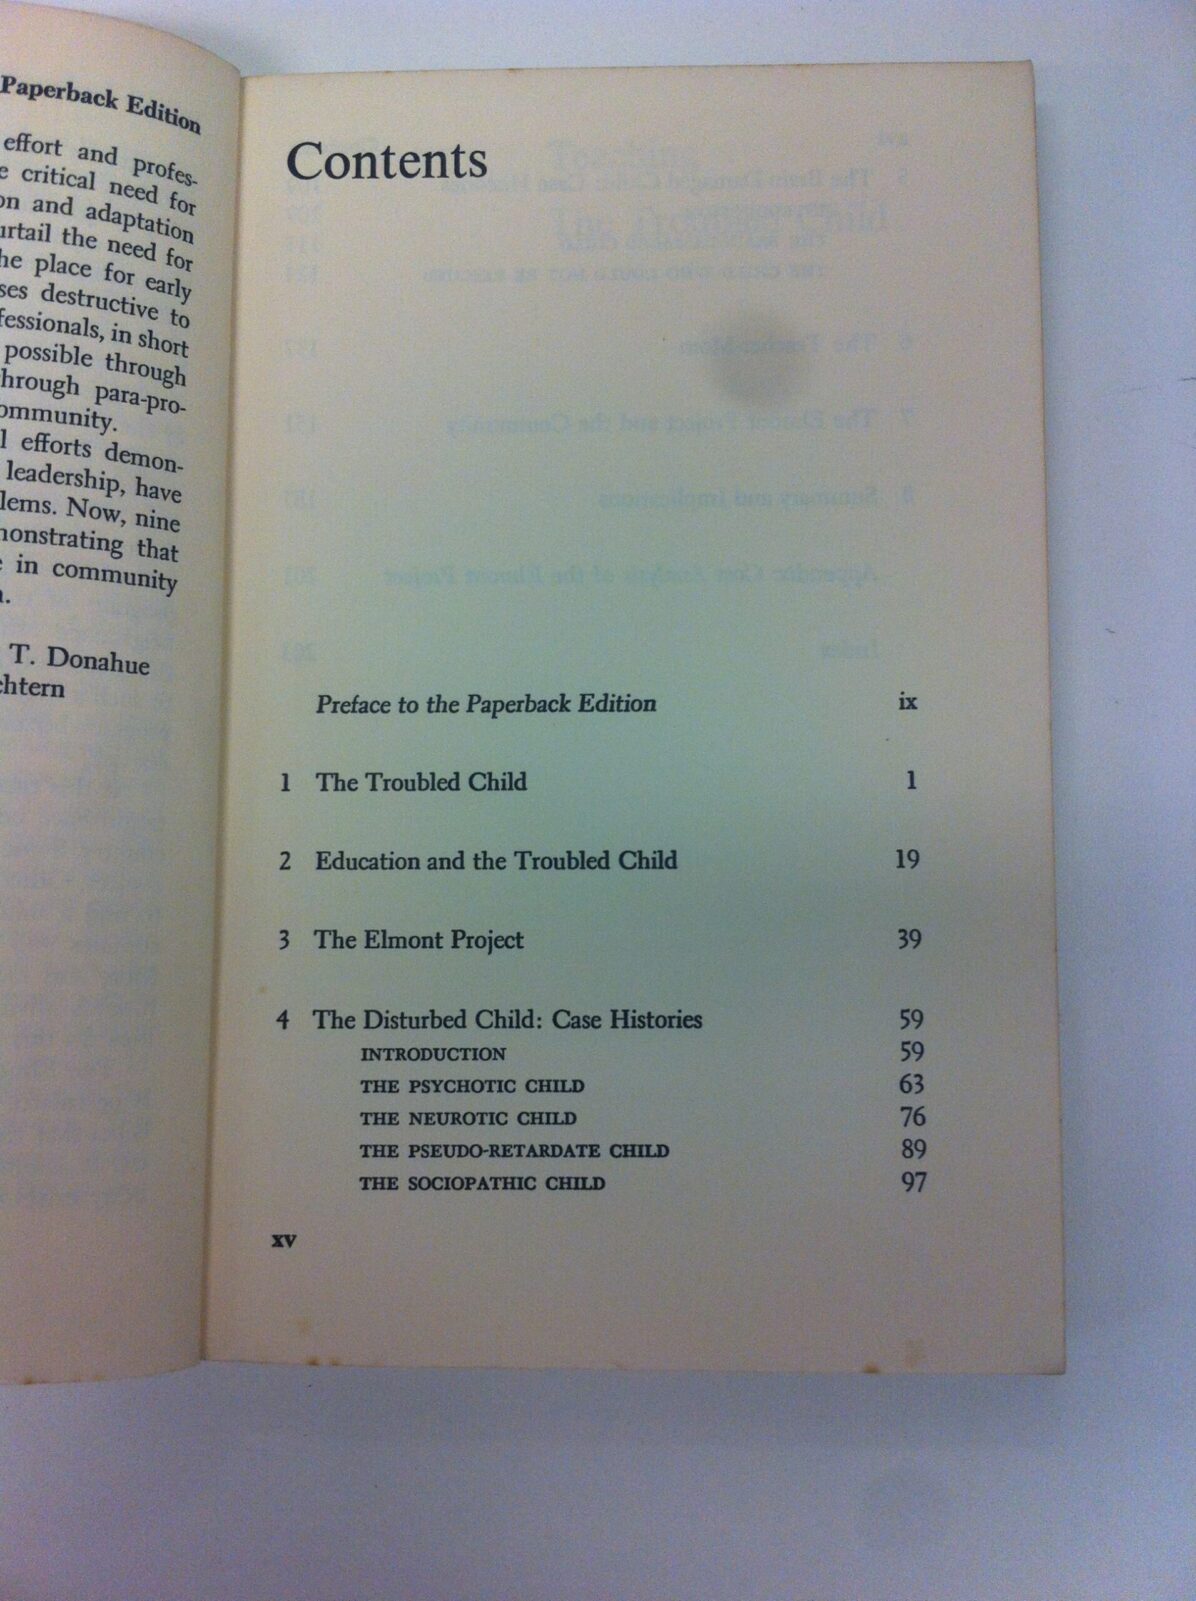 Paperback Edition
effort and profes-
critical need for
on and adaptation
urtail the need for
he place for early
ses destructive to
fessionals, in short
possible through
hrough para-pro-
ommunity.
l efforts demon-
leadership, have
lems. Now, nine
monstrating that
e in community
T. Donahue
chtern
Contents
Preface to the Paperback Edition ix
1 The Troubled Child 1
2 Education and the Troubled Child 19
3 The Elmont Project 39
4 The Disturbed Child: Case Histories 59
INTRODUCTION 59
THE PSYCHOTIC CHILD 63
THE NEUROTIC CHILD 76
THE PSEUDO-RETARDATE CHILD 89
THE SOCIOPATHIC CHILD 97
xv